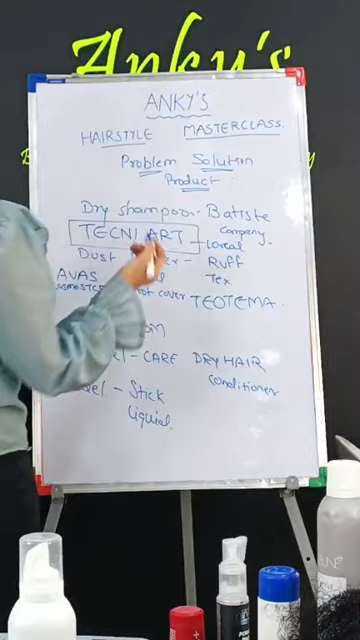 Anky's
ANKY'S
HAIRSTYLE MASTERCLASS.
Problem Solution
Product
Dry shampoo - Batiste
TECNI ART Company
Loreal
Dust - Ruff
AVAS Tex
cover TEOTEMA.
- CARE DRY HAIR
conditioner
- Stick
liquid.